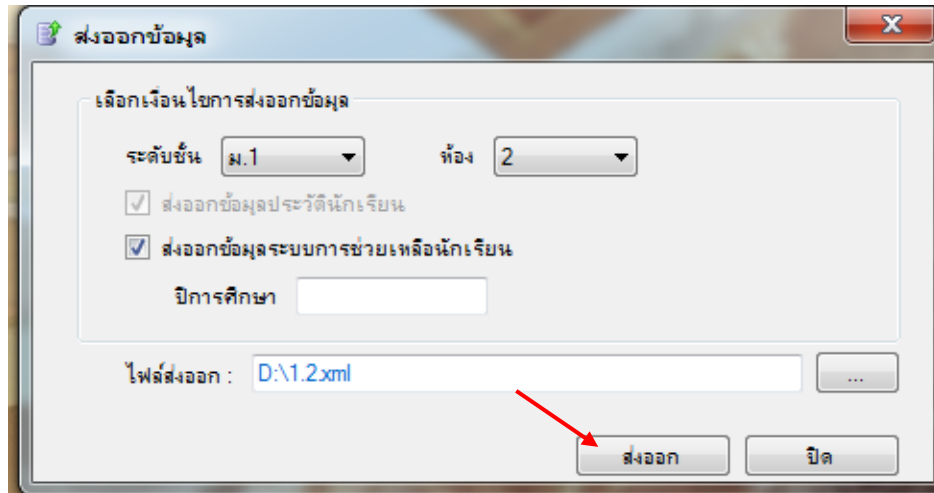 ส่งออกข้อมูล
เลือกเงื่อนไขการส่งออกข้อมูล
ระดับชั้น ม.1 ห้อง 2
ส่งออกข้อมูลประวัตินักเรียน
ส่งออกข้อมูลระบบการช่วยเหลือนักเรียน
ปีการศึกษา
ไฟล์ส่งออก : D:\1.2.xml ...
ส่งออก ปิด